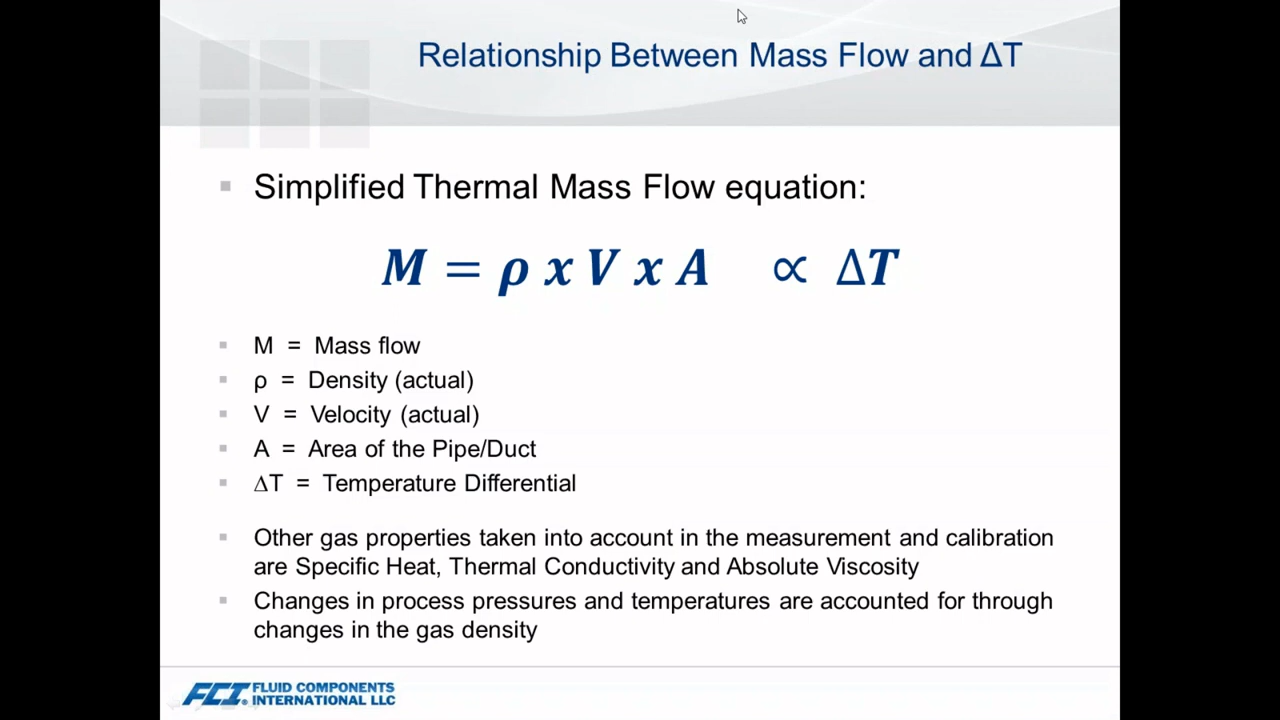 Relationship Between Mass Flow and ΔT
Simplified Thermal Mass Flow equation:
M = ρ x V x A ∝ ΔT
M = Mass flow
ρ = Density (actual)
V = Velocity (actual)
A = Area of the Pipe/Duct
ΔT = Temperature Differential
Other gas properties taken into account in the measurement and calibration
are Specific Heat, Thermal Conductivity and Absolute Viscosity
Changes in process pressures and temperatures are accounted for through
changes in the gas density
FCI® FLUID COMPONENTS
INTERNATIONAL LLC